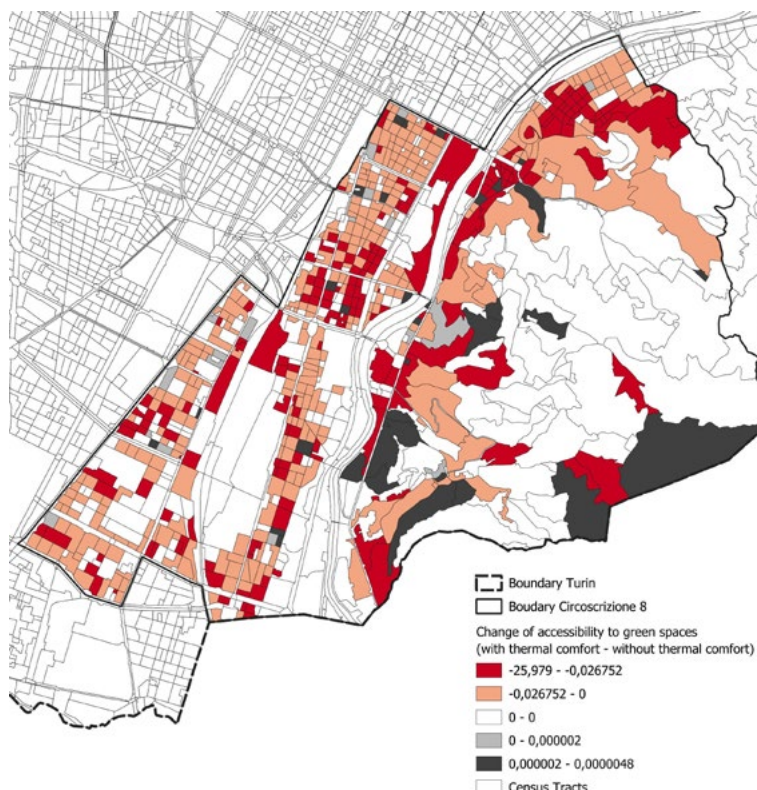 Boundary Turin
Boudary Circoscrizione 8
Change of accessibility to green spaces
(with thermal comfort - without thermal comfort)
-25,979 - -0,026752
-0,026752 - 0
0 - 0
0 - 0,000002
0,000002 - 0,0000048
Census Tracts